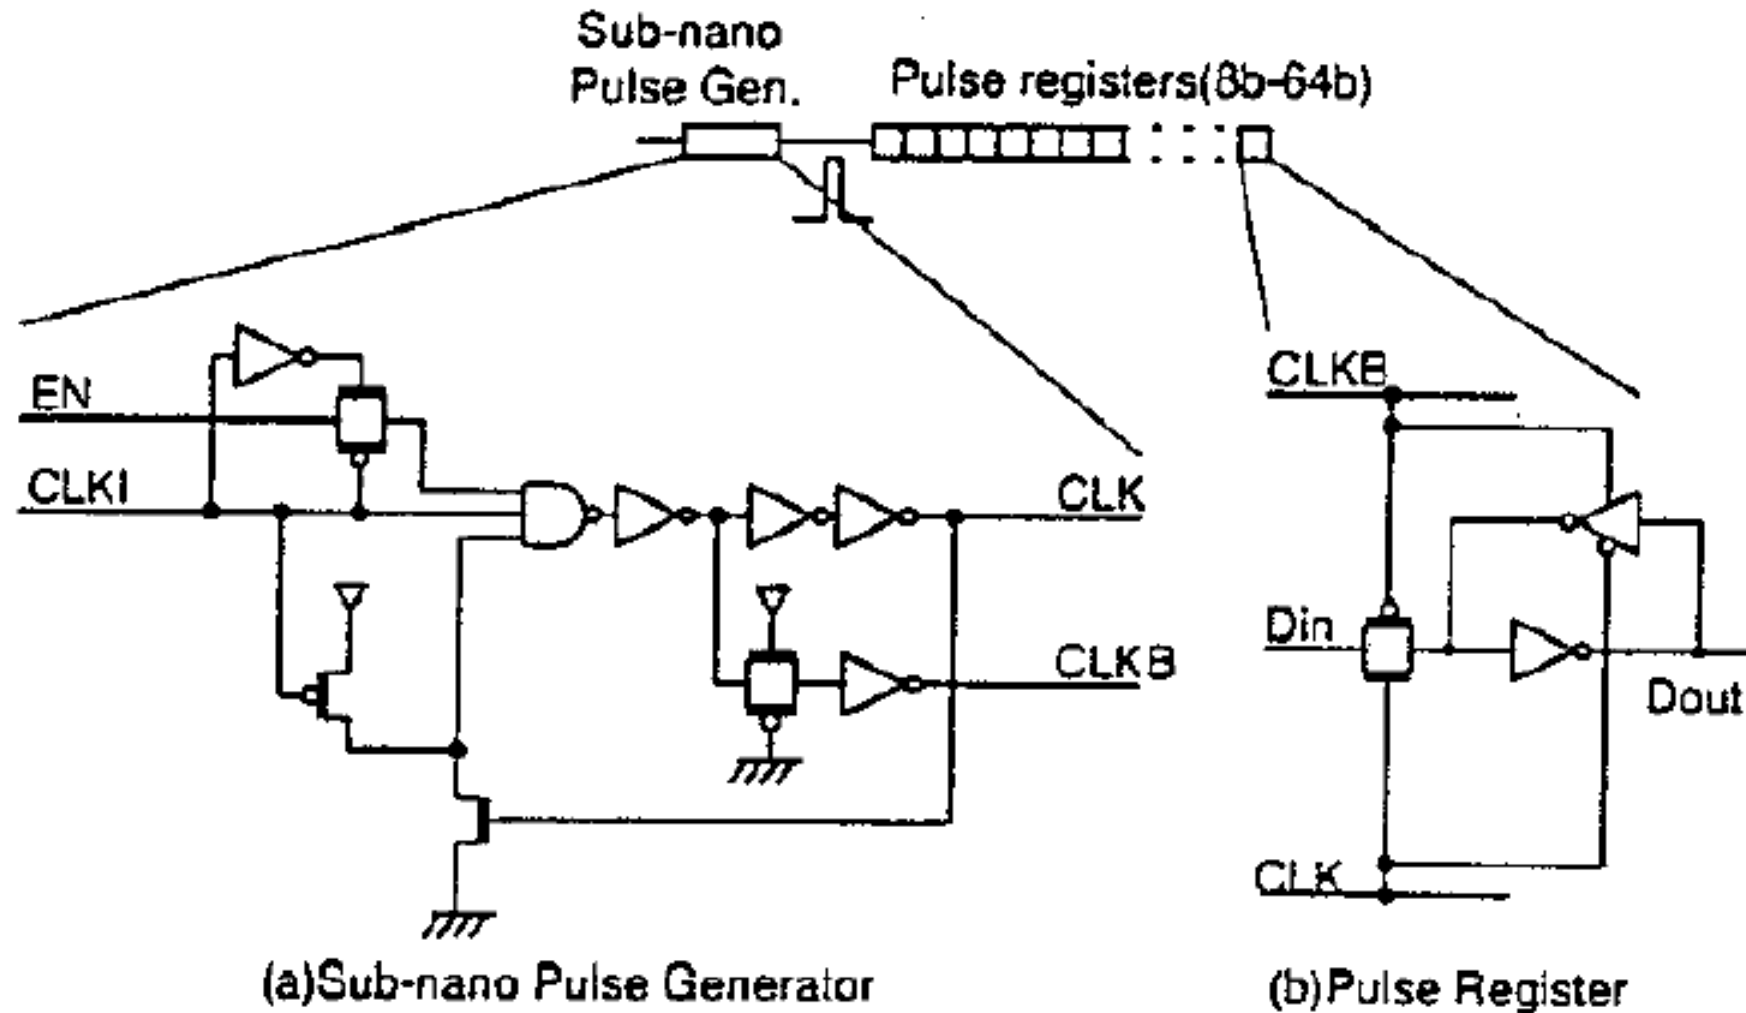 Sub-nano
Pulse Gen.
Pulse registers(8b-64b)
EN
CLKI
CLK
CLKB
CLKB
Din
Dout
CLK
(a)Sub-nano Pulse Generator
(b)Pulse Register